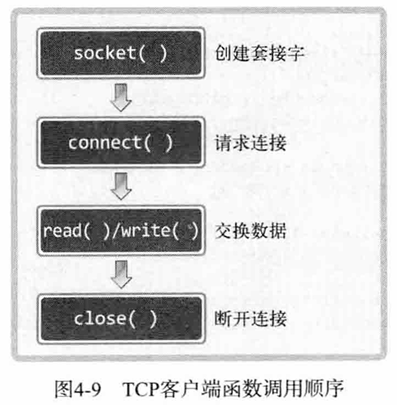 socket( ) 创建套接字
connect( ) 请求连接
read( )/write( ) 交换数据
close( ) 断开连接
图4-9 TCP客户端函数调用顺序